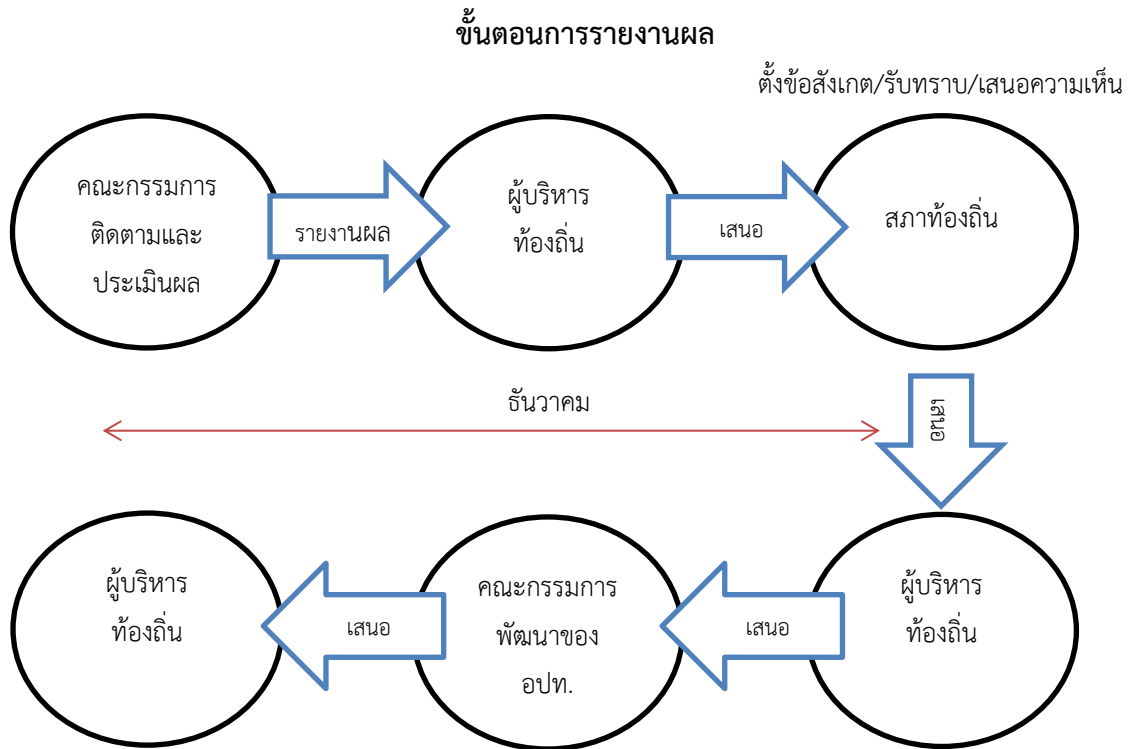 ขั้นตอนการรายงานผล
ตั้งข้อสังเกต/รับทราบ/เสนอความเห็น
คณะกรรมการ
ติดตามและ
ประเมินผล
รายงานผล
ผู้บริหาร
ท้องถิ่น
เสนอ
สภาท้องถิ่น
ธันวาคม
เสนอ
ผู้บริหาร
ท้องถิ่น
เสนอ
คณะกรรมการ
พัฒนาของ
อปท.
เสนอ
ผู้บริหาร
ท้องถิ่น